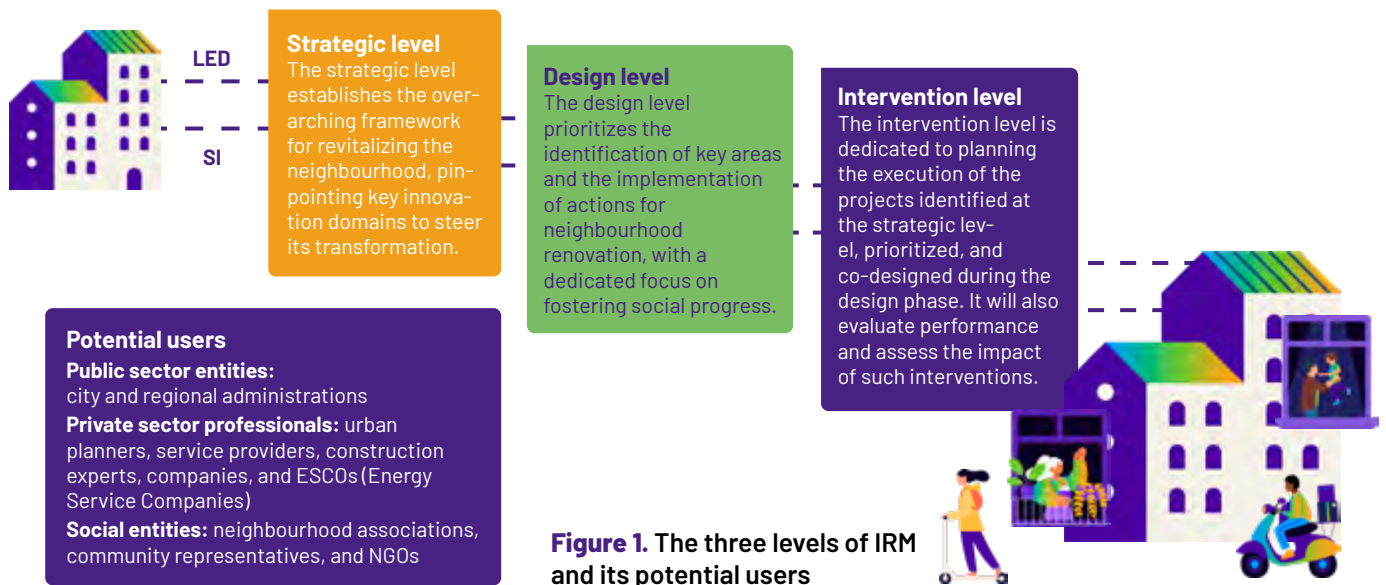 LED
SI
Strategic level
The strategic level
establishes the over-
arching framework
for revitalizing the
neighbourhood, pin-
pointing key innova-
tion domains to steer
its transformation.
Design level
The design level
prioritizes the
identification of key areas
and the implementation
of actions for
neighbourhood
renovation, with a
dedicated focus on
fostering social progress.
Intervention level
The intervention level is
dedicated to planning
the execution of the
projects identified at
the strategic lev-
el, prioritized, and
co-designed during the
design phase. It will also
evaluate performance
and assess the impact
of such interventions.
Potential users
Public sector entities:
city and regional administrations
Private sector professionals: urban
planners, service providers, construction
experts, companies, and ESCOs (Energy
Service Companies)
Social entities: neighbourhood associations,
community representatives, and NGOs
Figure 1. The three levels of IRM
and its potential users